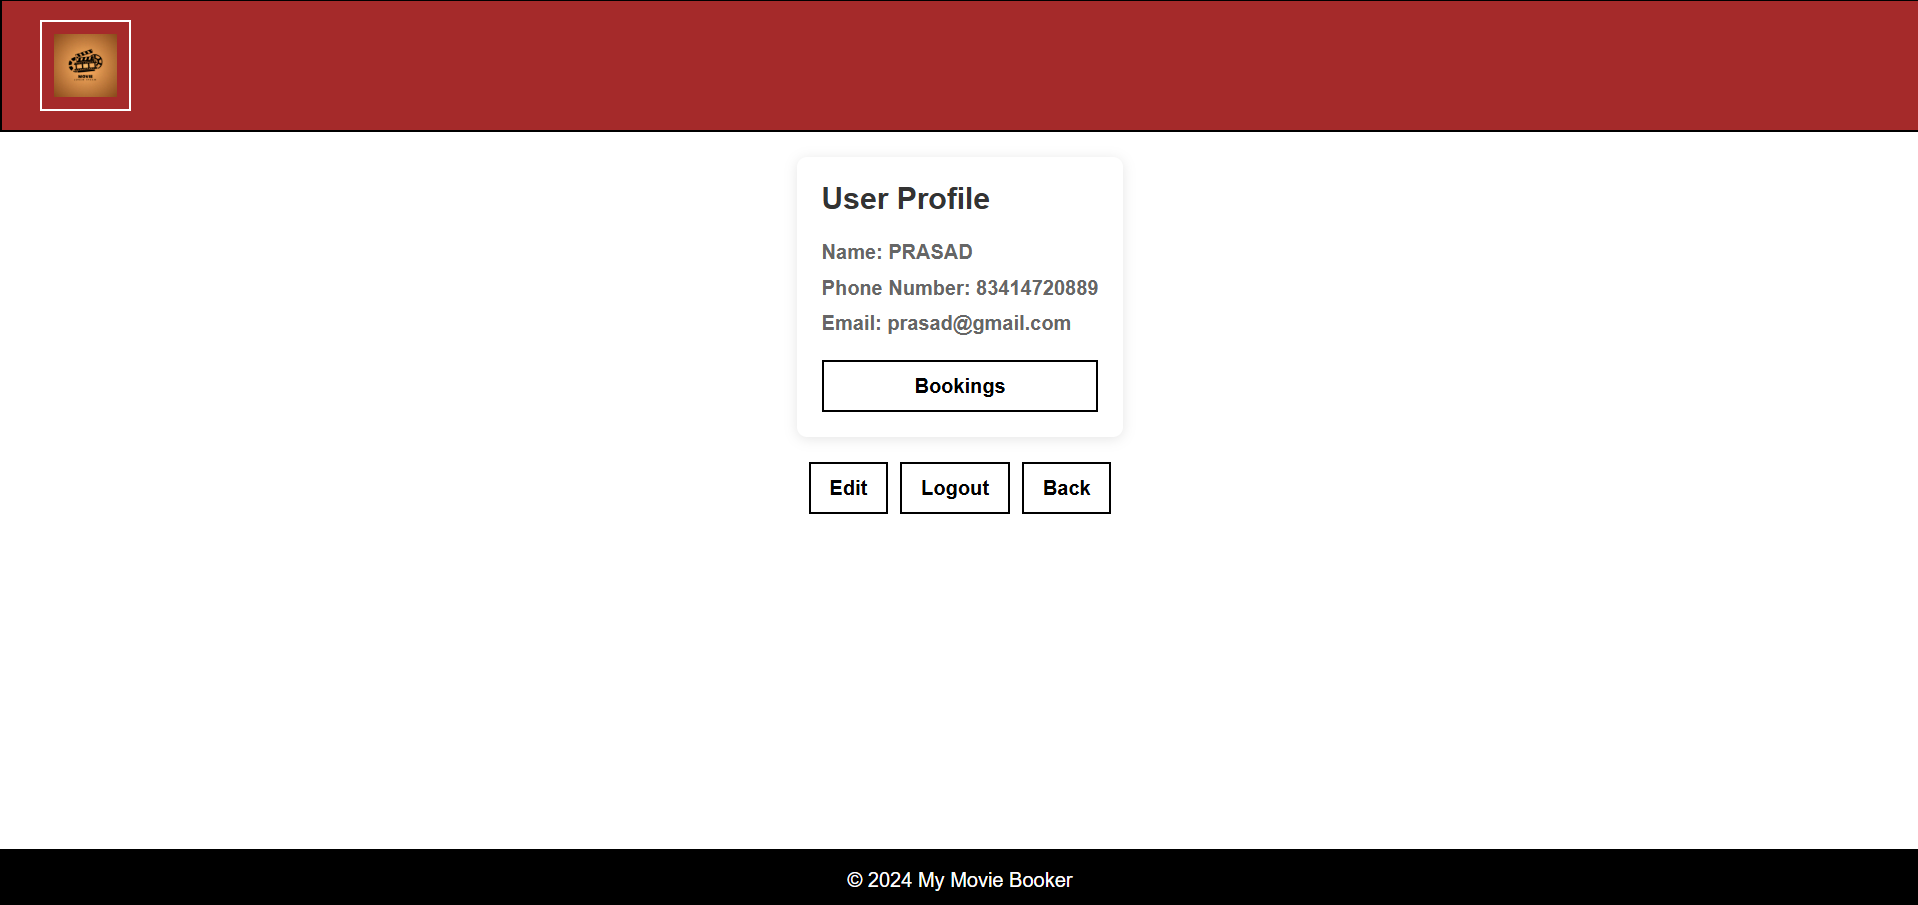 MOVIE
User Profile
Name: PRASAD
Phone Number: 83414720889
Email: prasad@gmail.com
Bookings
Edit Logout Back
© 2024 My Movie Booker